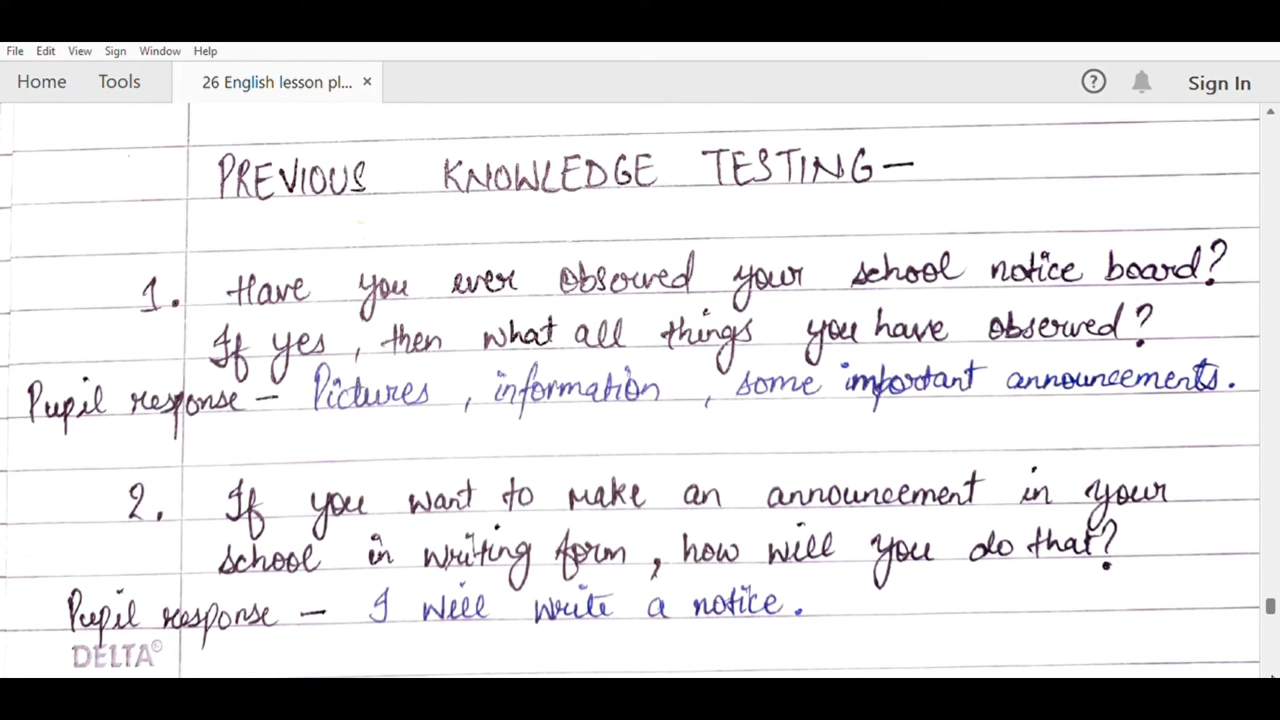 File Edit View Sign Window Help
Home Tools 26 English lesson pl... × ? Sign In
PREVIOUS KNOWLEDGE TESTING—
1. Have you ever observed your school notice board?
If yes, then what all things you have observed?
Pupil response – Pictures, information, some important announcements.
2. If you want to make an announcement in your
school in writing form, how will you do that?
Pupil response – I will write a notice.
DELTA©